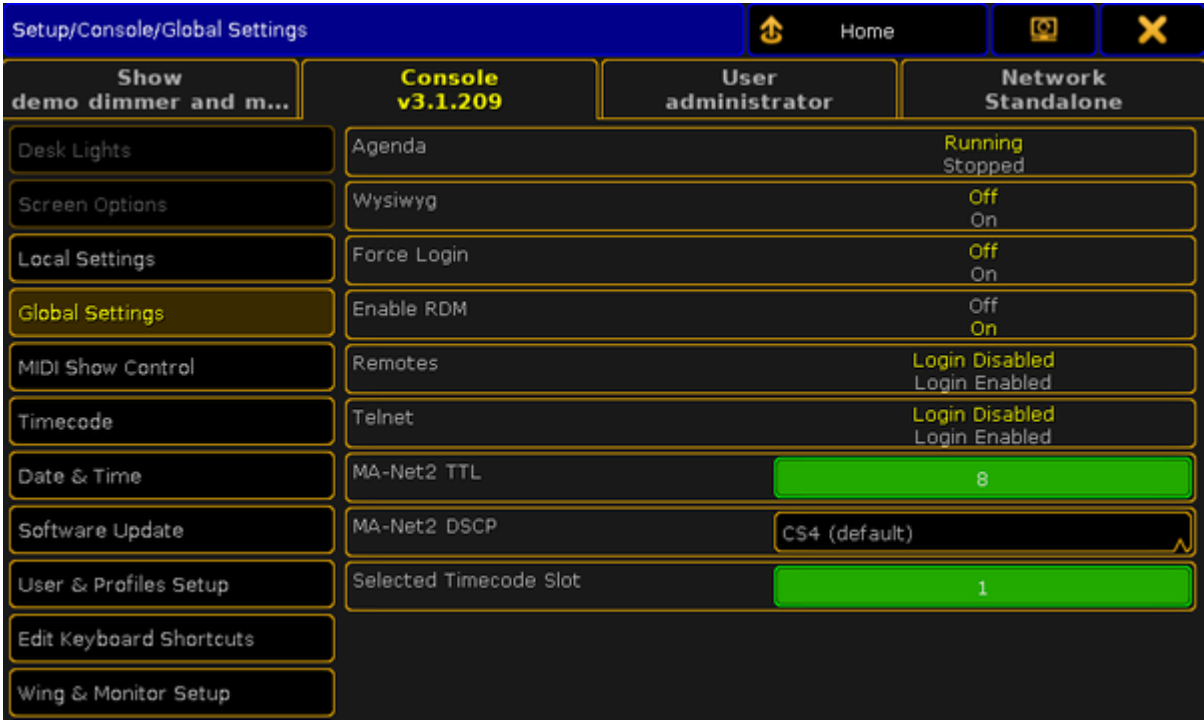 Setup/Console/Global Settings
Home
Show
demo dimmer and m...
Console
v3.1.209
User
administrator
Network
Standalone
Desk Lights
Screen Options
Local Settings
Global Settings
MIDI Show Control
Timecode
Date & Time
Software Update
User & Profiles Setup
Edit Keyboard Shortcuts
Wing & Monitor Setup
Agenda
Running
Stopped
Wysiwyg
Off
On
Force Login
Off
On
Enable RDM
Off
On
Remotes
Login Disabled
Login Enabled
Telnet
Login Disabled
Login Enabled
MA-Net2 TTL
8
MA-Net2 DSCP
CS4 (default)
Selected Timecode Slot
1